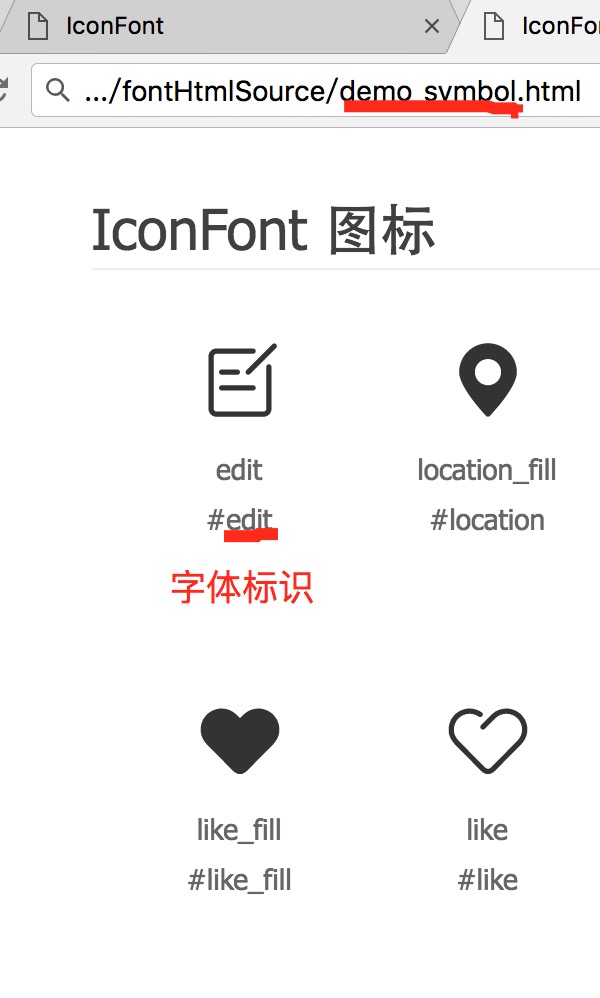 IconFont
IconFo
.../fontHtmlSource/demo_symbol.html
IconFont 图标
edit
location_fill
#edit
#location
字体标识
like_fill
like
#like_fill
#like